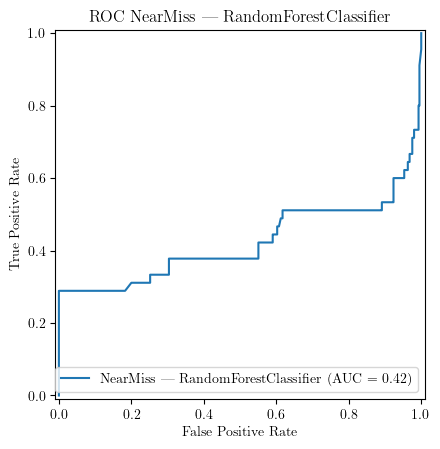 ROC NearMiss — RandomForestClassifier
1.0
0.8
0.6
0.4
0.2
0.0
True Positive Rate
NearMiss — RandomForestClassifier (AUC = 0.42)
0.0 0.2 0.4 0.6 0.8 1.0
False Positive Rate